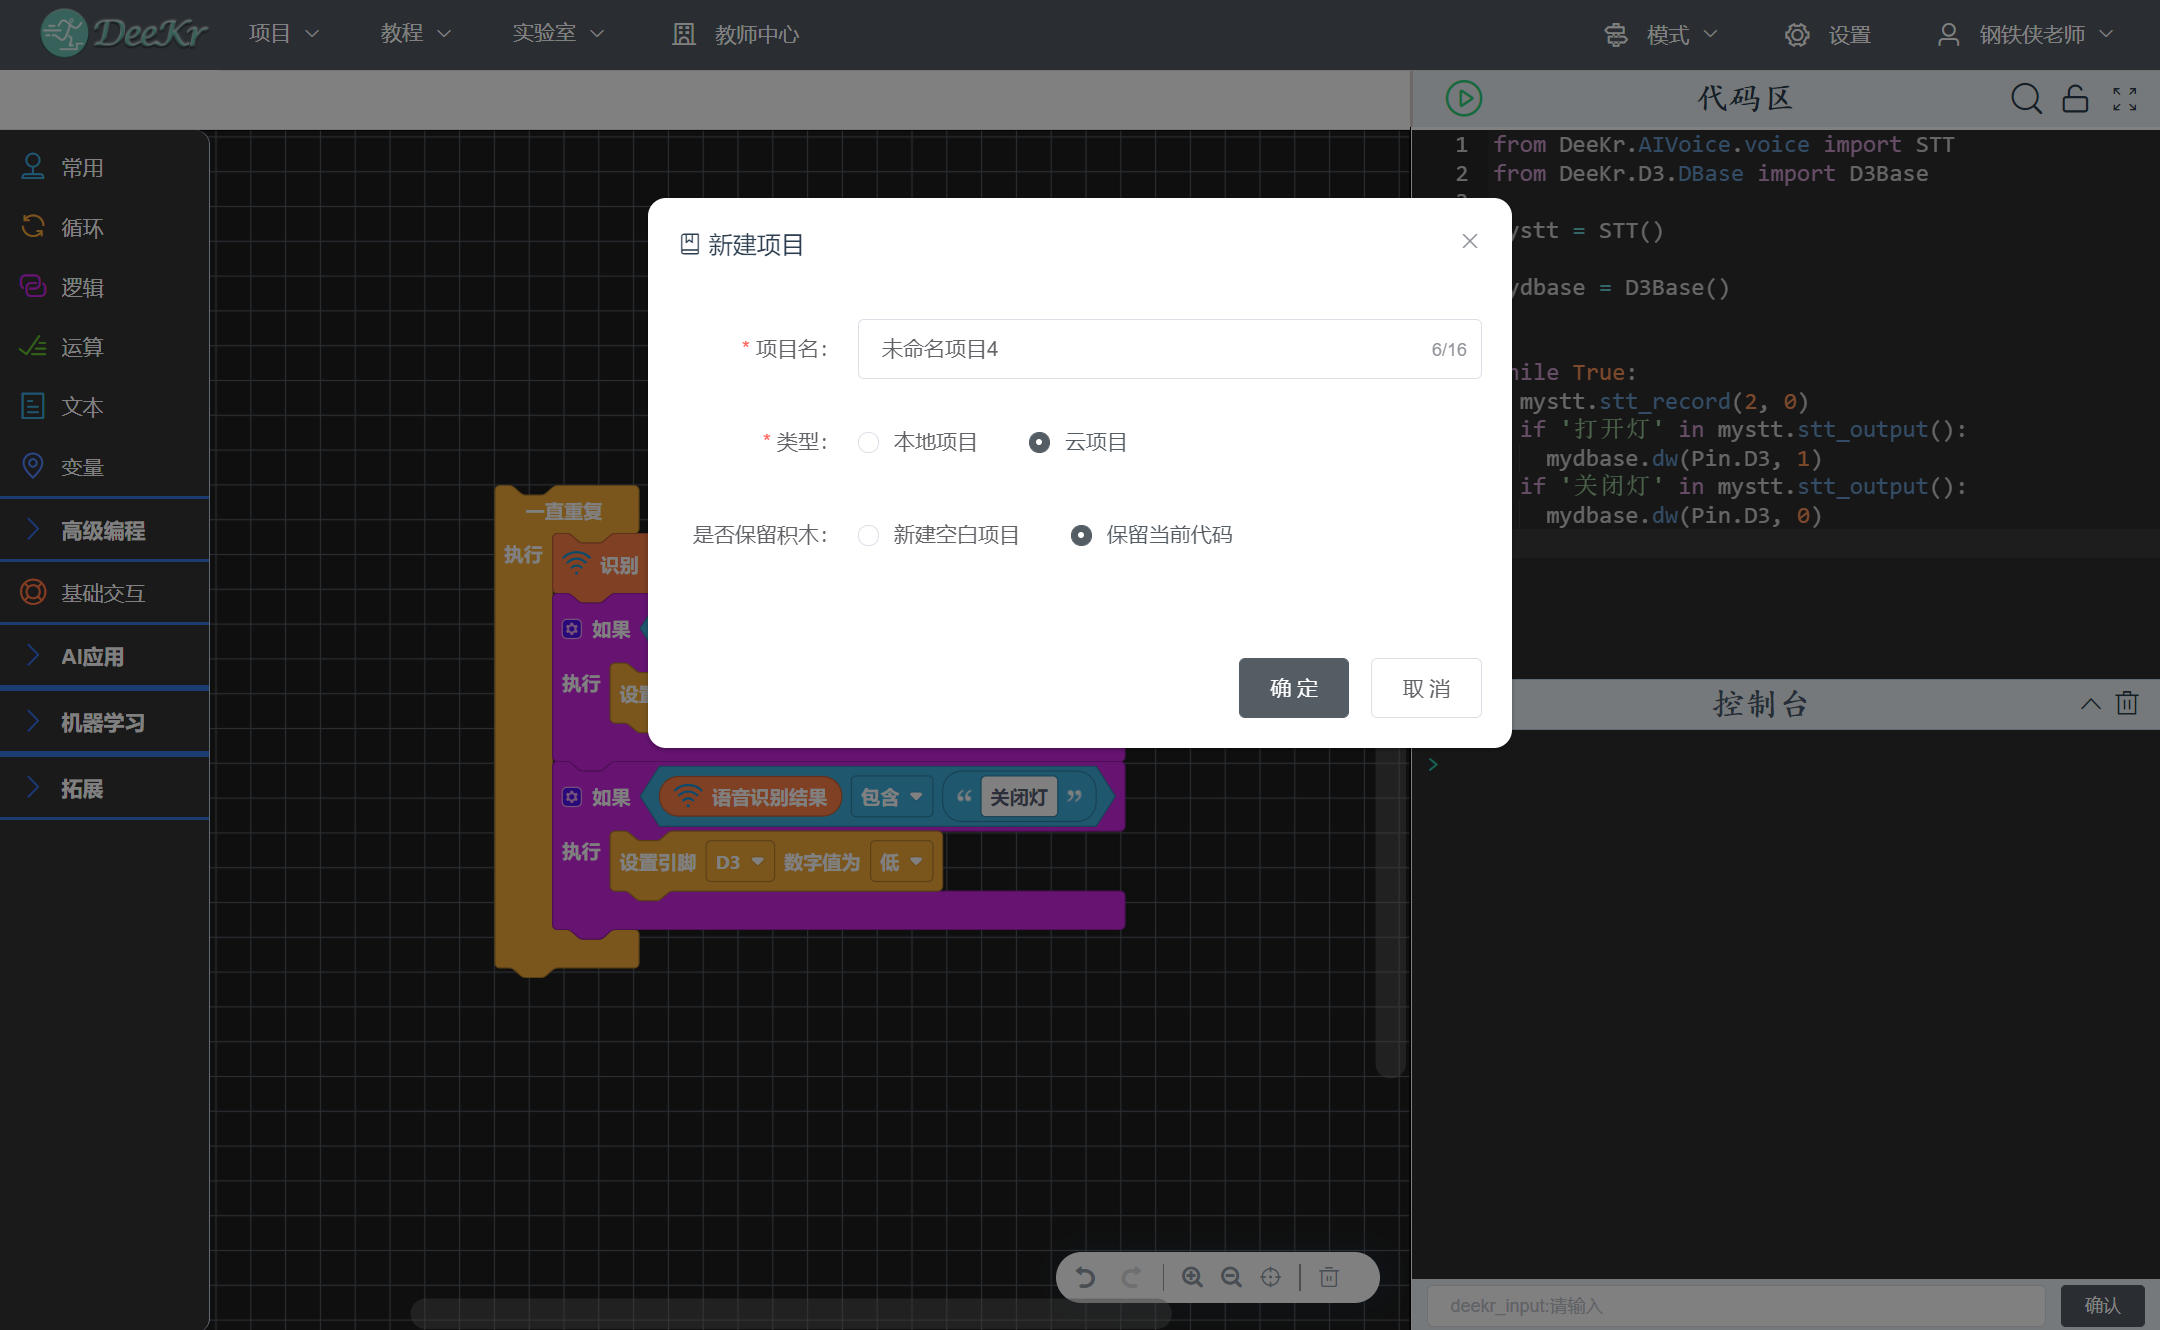 DeeKr 项目 教程 实验室 教师中心 模式 设置 钢铁侠老师
代码区
常用
循环
逻辑
运算
文本
变量
高级编程
基础交互
AI应用
机器学习
拓展
一直重复
执行 识别
如果
执行
如果 语音识别结果 包含 “ 关闭灯 ”
执行 设置引脚 D3 数字值为 低
新建项目
* 项目名： 未命名项目4 6/16
* 类型： 本地项目 云项目
是否保留积木： 新建空白项目 保留当前代码
确定 取消
1 from DeeKr.AIVoice.voice import STT
2 from DeeKr.D3.DBase import D3Base
ystt = STT()
ydbase = D3Base()
hile True:
mystt.stt_record(2, 0)
if '打开灯' in mystt.stt_output():
mydbase.dw(Pin.D3, 1)
if '关闭灯' in mystt.stt_output():
mydbase.dw(Pin.D3, 0)
控制台
>
deekr_input:请输入 确认